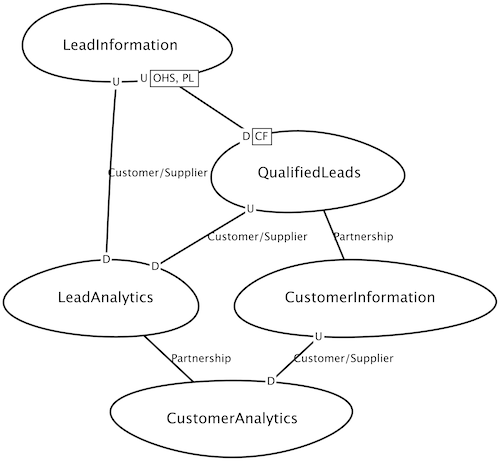 LeadInformation
U
U
OHS, PL
D
CF
Customer/Supplier
QualifiedLeads
U
Customer/Supplier
Partnership
D
D
LeadAnalytics
CustomerInformation
U
Partnership
Customer/Supplier
D
CustomerAnalytics